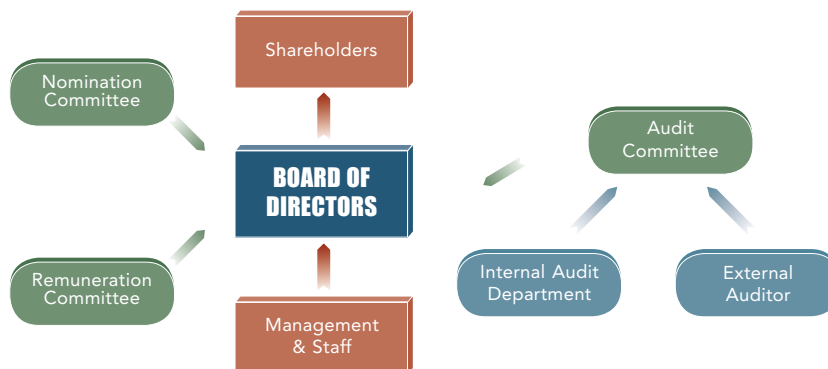 Shareholders
Nomination
Committee
Audit
Committee
BOARD OF
DIRECTORS
Remuneration
Committee
Internal Audit
Department
External
Auditor
Management
& Staff